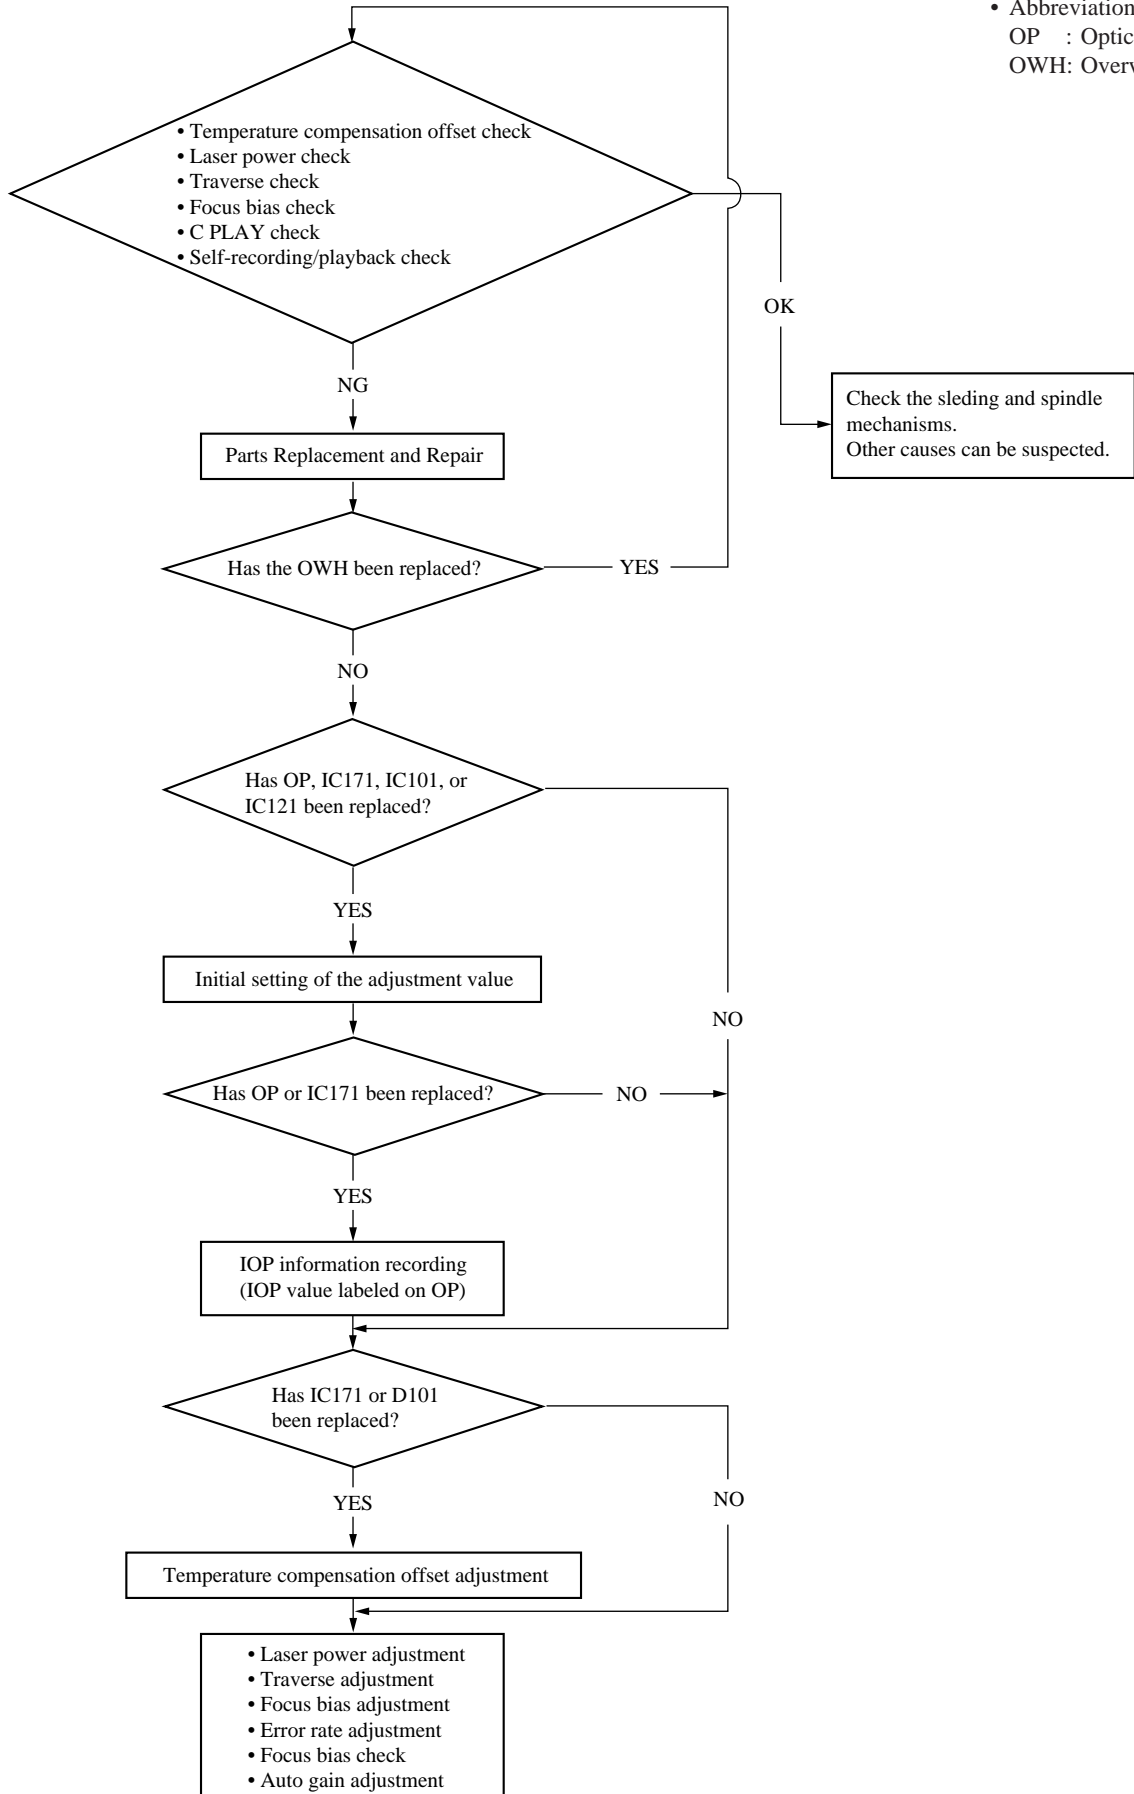 • Abbreviation
OP : Optic
OWH: Overw
• Temperature compensation offset check
• Laser power check
• Traverse check
• Focus bias check
• C PLAY check
• Self-recording/playback check
OK
NG
Check the sleding and spindle
mechanisms.
Other causes can be suspected.
Parts Replacement and Repair
Has the OWH been replaced?
YES
NO
Has OP, IC171, IC101, or
IC121 been replaced?
YES
Initial setting of the adjustment value
NO
Has OP or IC171 been replaced?
NO
YES
IOP information recording
(IOP value labeled on OP)
Has IC171 or D101
been replaced?
YES
NO
Temperature compensation offset adjustment
• Laser power adjustment
• Traverse adjustment
• Focus bias adjustment
• Error rate adjustment
• Focus bias check
• Auto gain adjustment